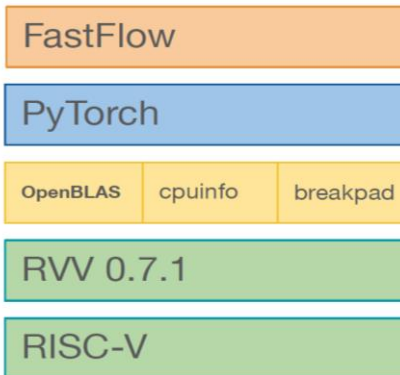 FastFlow
PyTorch
OpenBLAS cpuinfo breakpad
RVV 0.7.1
RISC-V